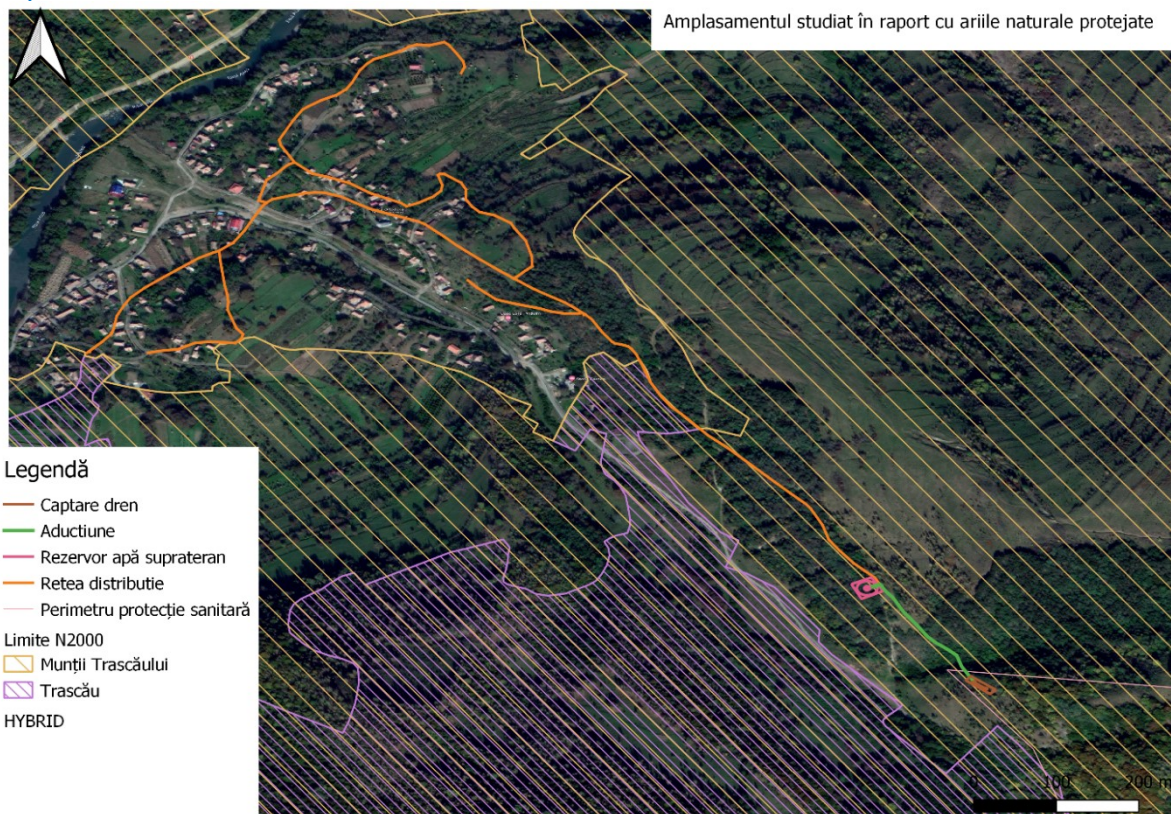 Amplasamentul studiat în raport cu ariile naturale protejate
Legendă
Captare dren
Aductiune
Rezervor apă suprateran
Retea distributie
Perimetru protecție sanitară
Limite N2000
Munții Trascăului
Trascău
HYBRID
0 100 200 m